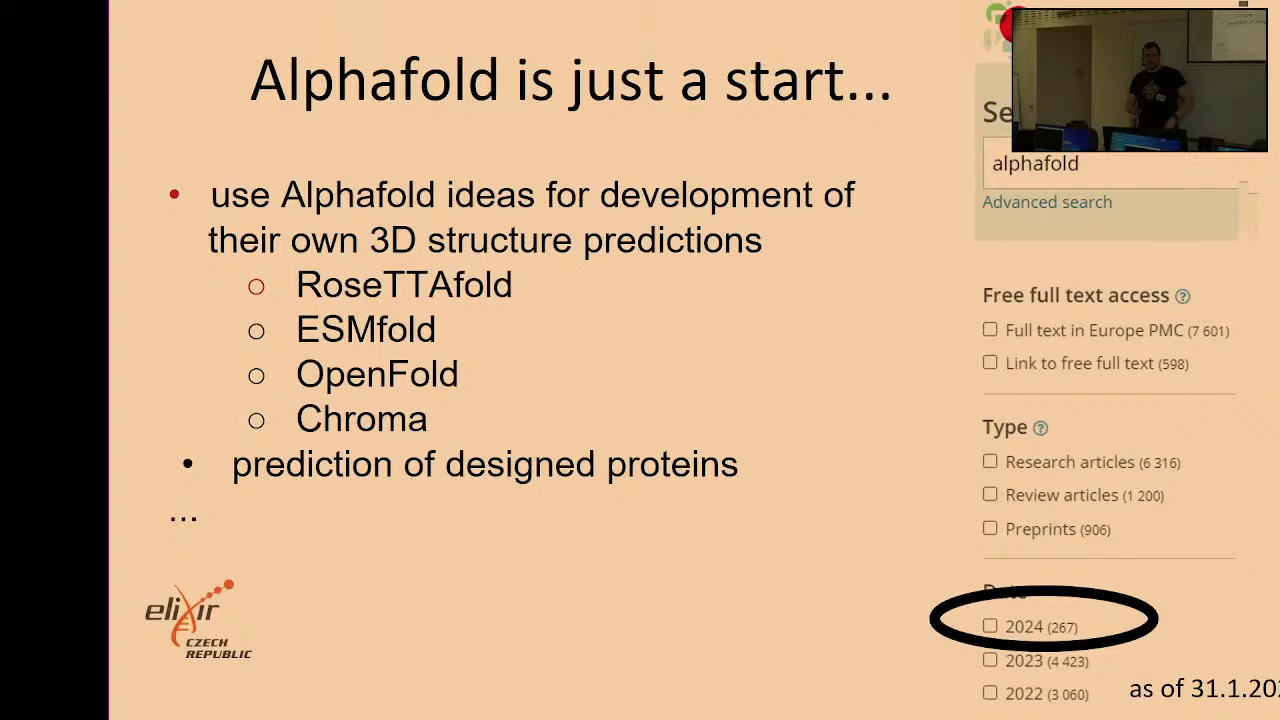 Alphafold is just a start...
• use Alphafold ideas for development of
their own 3D structure predictions
○ RoseTTAfold
○ ESMfold
○ OpenFold
○ Chroma
• prediction of designed proteins
...
elixir
CZECH
REPUBLIC
alphafold
Advanced search
Free full text access ?
Full text in Europe PMC (7 601)
Link to free full text (598)
Type ?
Research articles (6 316)
Review articles (1 200)
Preprints (906)
Date
2024 (267)
2023 (4 423)
2022 (3 060)
as of 31.1.202